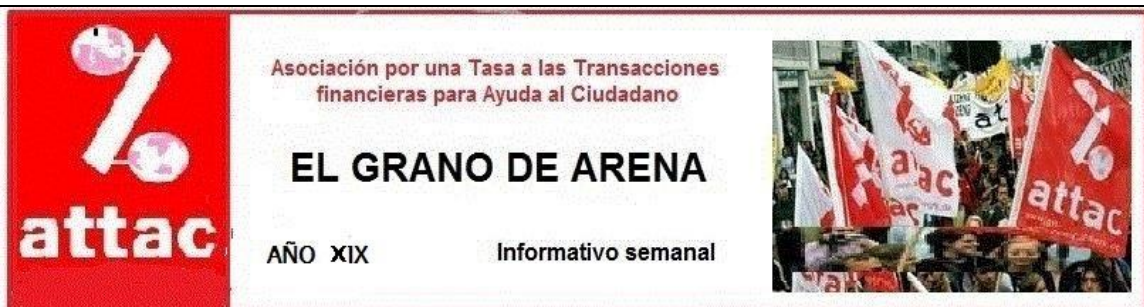 attac
Asociación por una Tasa a las Transacciones
financieras para Ayuda al Ciudadano
EL GRANO DE ARENA
AÑO XIX
Informativo semanal
attac
attac